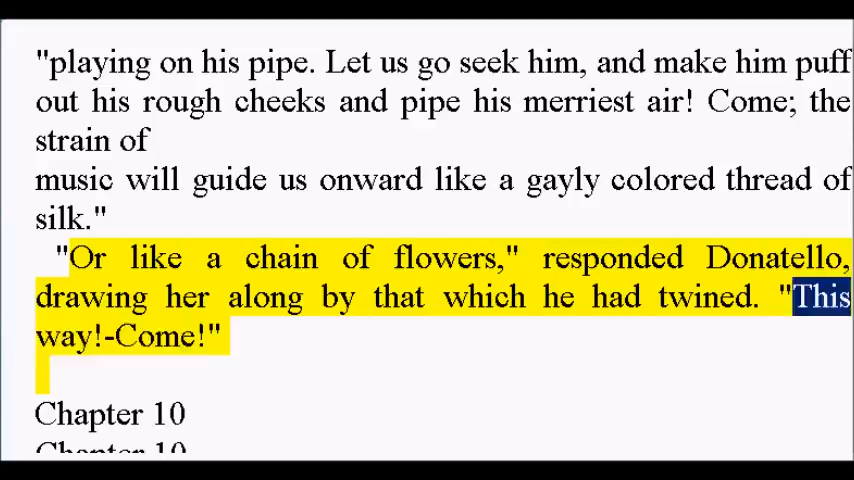 "playing on his pipe. Let us go seek him, and make him puff
out his rough cheeks and pipe his merriest air! Come; the
strain of
music will guide us onward like a gayly colored thread of
silk."
"Or like a chain of flowers," responded Donatello,
drawing her along by that which he had twined. "This
way!-Come!"
Chapter 10
Chapter 10